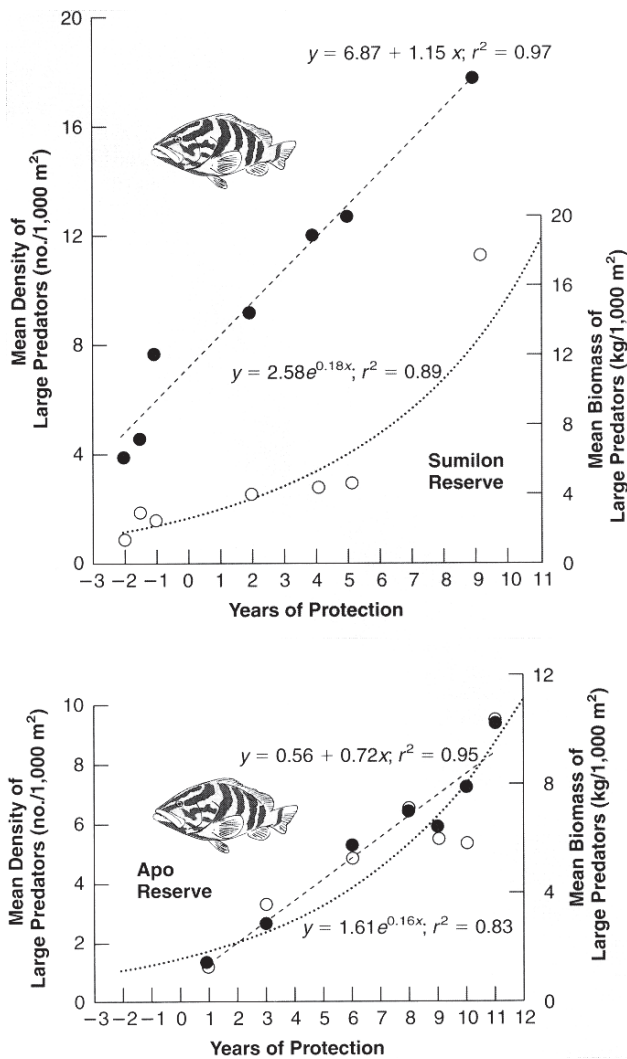 20
y = 6.87 + 1.15 x; r² = 0.97
16
12
8
4
0
Mean Density of
Large Predators (no./1,000 m²)
20
16
12
8
4
0
Mean Biomass of
Large Predators (kg/1,000 m²)
y = 2.58e^0.18x; r² = 0.89
Sumilon
Reserve
–3 –2 –1 0 1 2 3 4 5 6 7 8 9 10 11
Years of Protection
10
8
6
4
2
0
Mean Density of
Large Predators (no./1,000 m²)
12
8
4
0
Mean Biomass of
Large Predators (kg/1,000 m²)
y = 0.56 + 0.72x; r² = 0.95
Apo
Reserve
y = 1.61e^0.16x; r² = 0.83
–3 –2 –1 0 1 2 3 4 5 6 7 8 9 10 11 12
Years of Protection